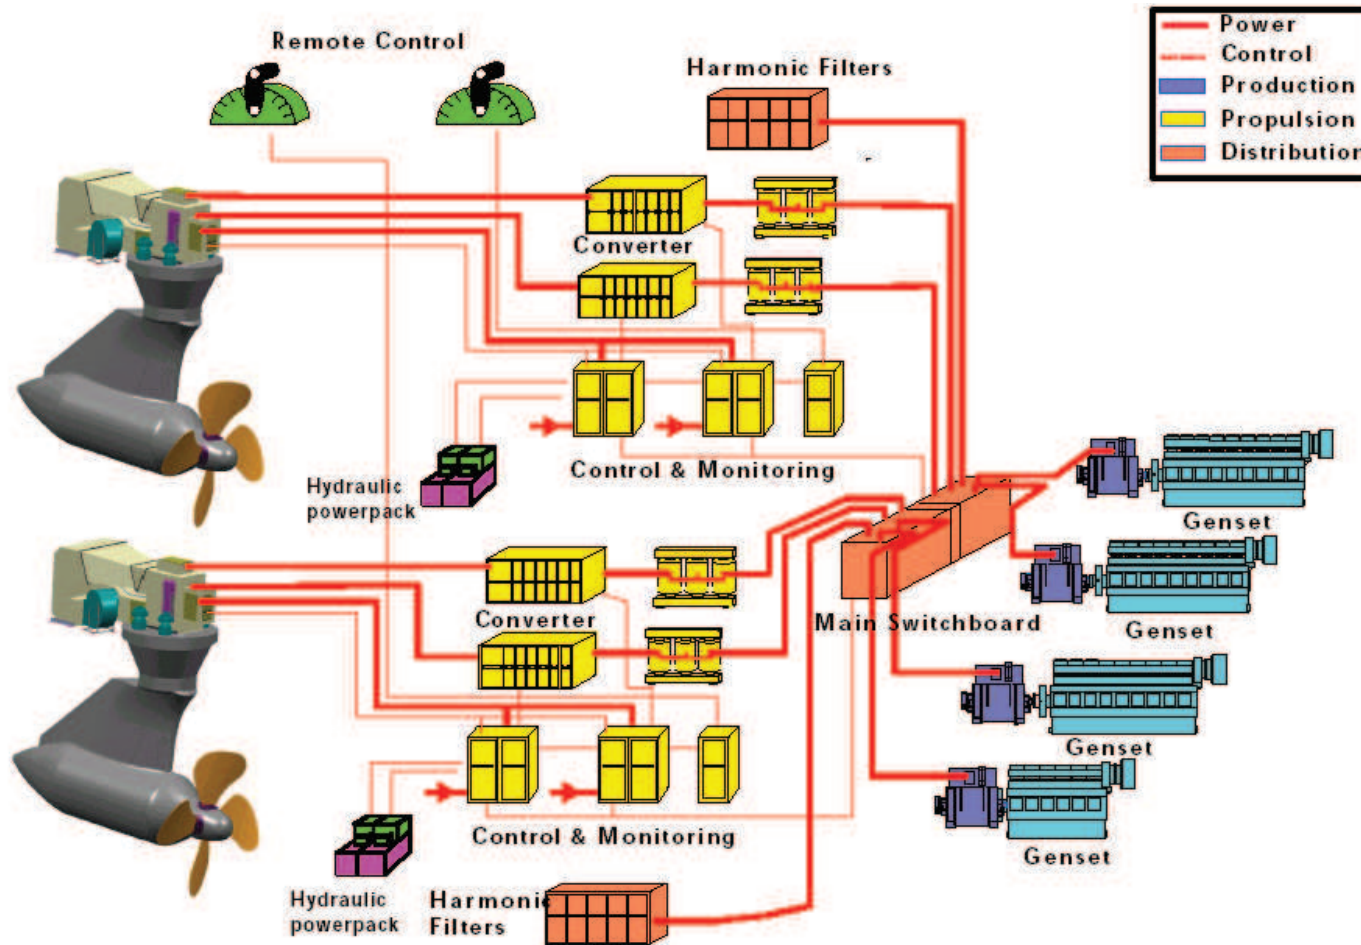 Remote Control
Harmonic Filters
Power
Control
Production
Propulsion
Distribution
Converter
Control & Monitoring
Hydraulic
powerpack
Genset
Genset
Main Switchboard
Converter
Genset
Genset
Control & Monitoring
Hydraulic
powerpack
Harmonic
Filters